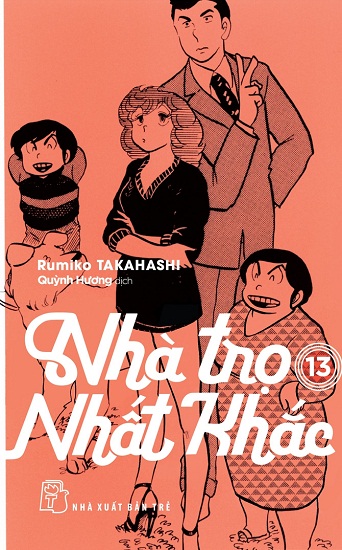 Rumiko TAKAHASHI
Quỳnh Hương dịch
Nhà trọ 13
Nhất Khắc
NHÀ XUẤT BẢN TRẺ